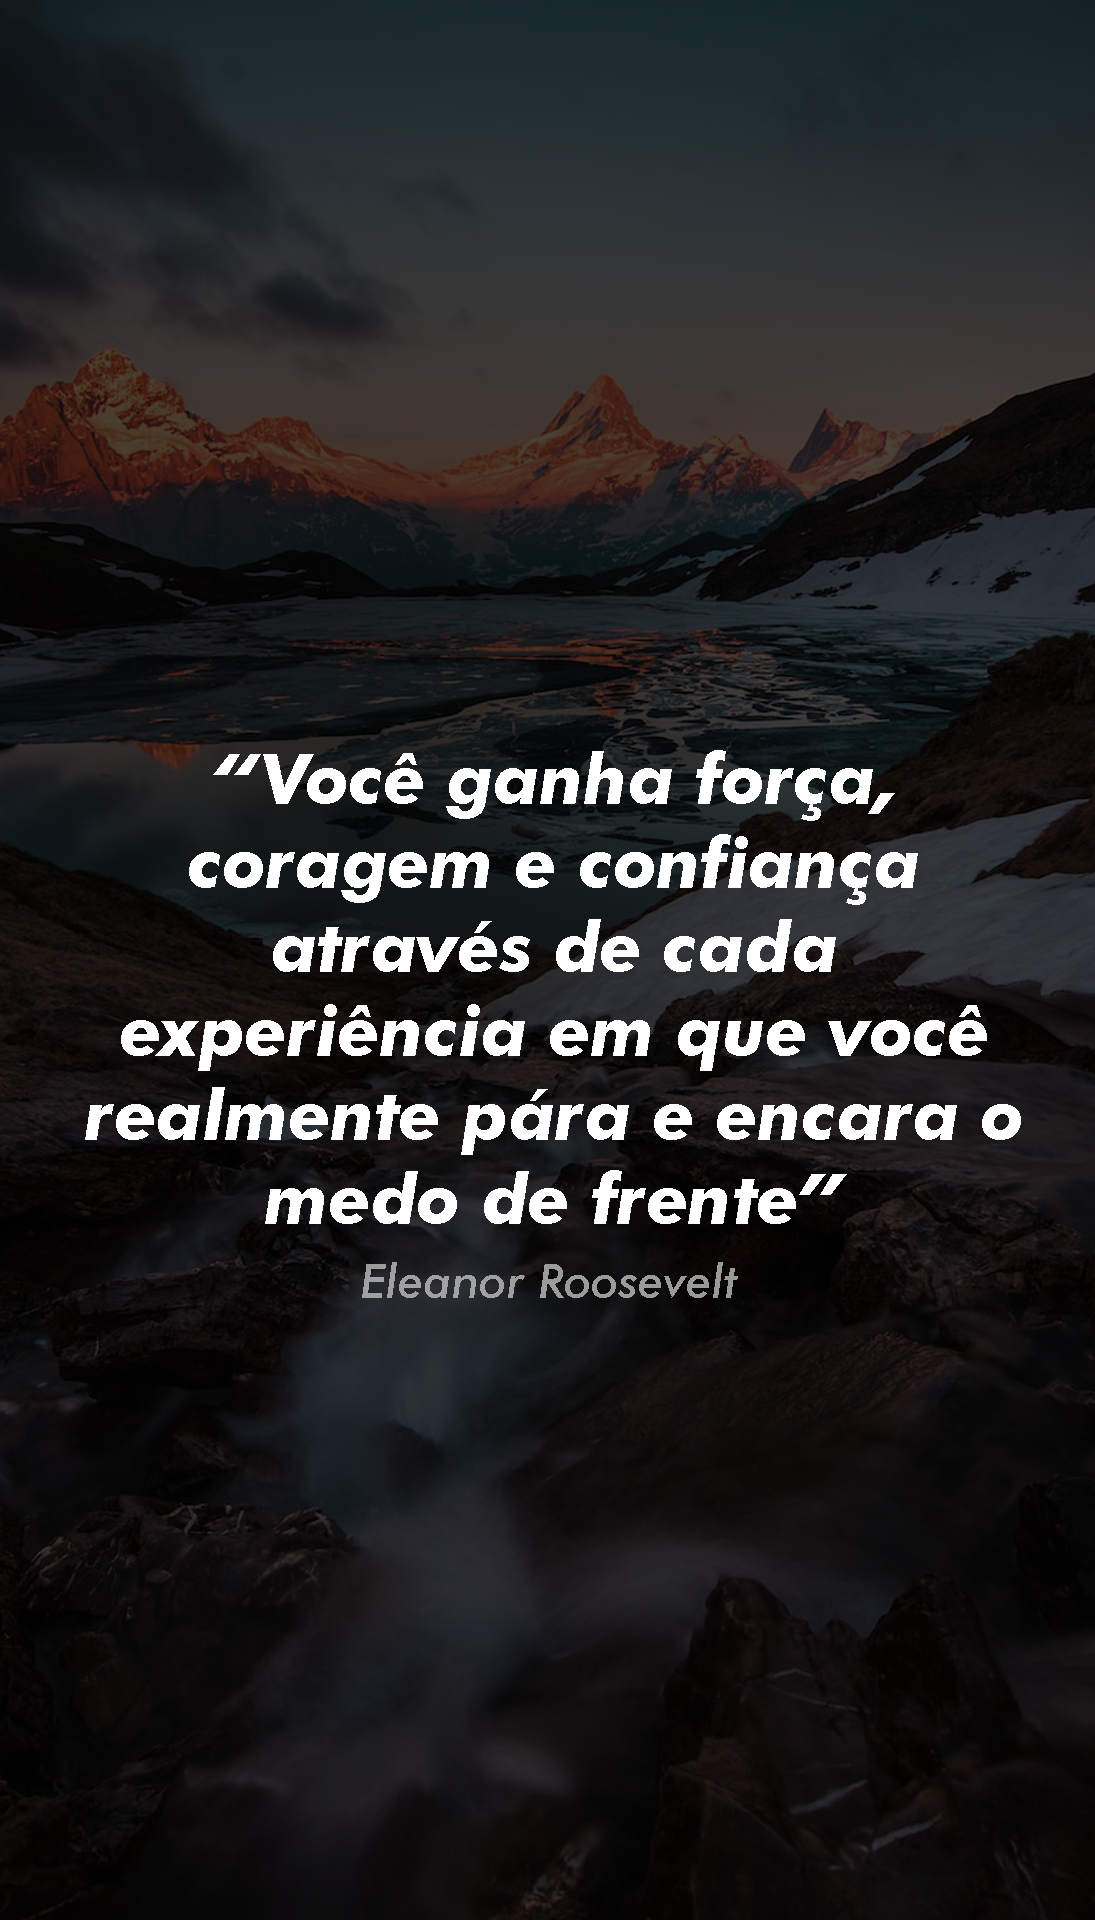 “Você ganha força,
coragem e confiança
através de cada
experiência em que você
realmente pára e encara o
medo de frente”
Eleanor Roosevelt